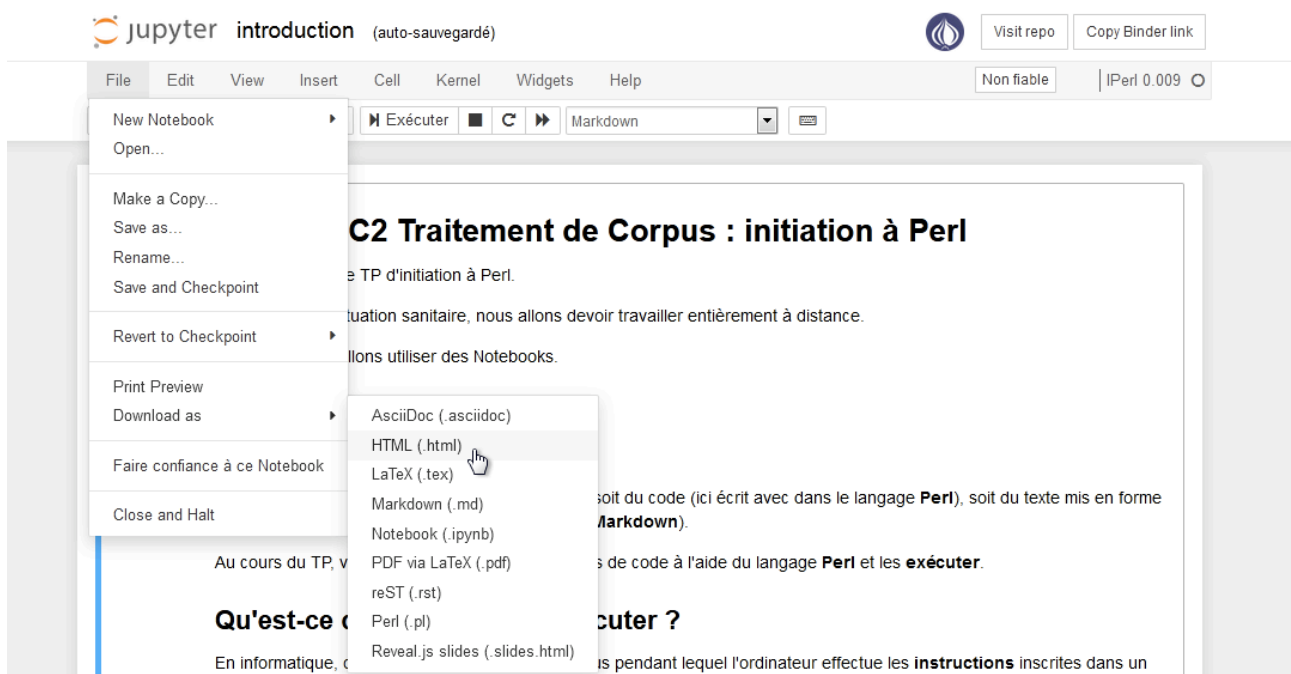 jupyter introduction (auto-sauvegardé) Visit repo Copy Binder link
File Edit View Insert Cell Kernel Widgets Help Non fiable IPerl 0.009
New Notebook
Open...
Make a Copy...
Save as...
Rename...
Save and Checkpoint
Revert to Checkpoint
Print Preview
Download as
Faire confiance à ce Notebook
Close and Halt
AsciiDoc (.asciidoc)
HTML (.html)
LaTeX (.tex)
Markdown (.md)
Notebook (.ipynb)
PDF via LaTeX (.pdf)
reST (.rst)
Perl (.pl)
Reveal.js slides (.slides.html)
Exécuter Markdown
C2 Traitement de Corpus : initiation à Perl
TP d'initiation à Perl.
sanitaire, nous allons devoir travailler entièrement à distance.
utiliser des Notebooks.
soit du code (ici écrit avec dans le langage Perl), soit du texte mis en forme
Markdown).
Au cours du TP, de code à l'aide du langage Perl et les exécuter.
Qu'est-ce ?
En informatique, pendant lequel l'ordinateur effectue les instructions inscrites dans un